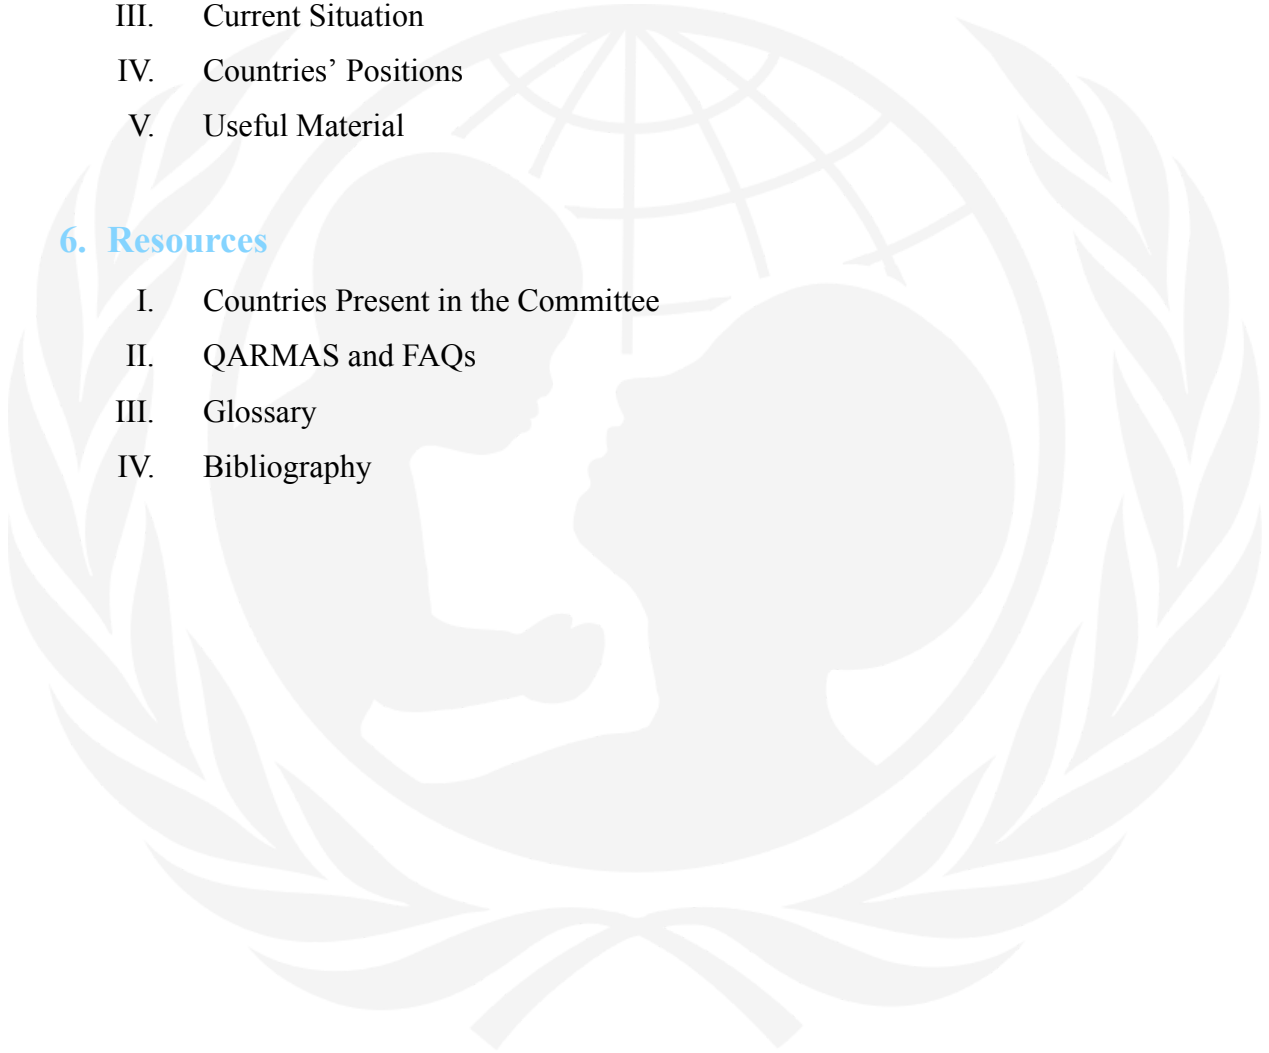 III. Current Situation
IV. Countries’ Positions
V. Useful Material
6. Resources
I. Countries Present in the Committee
II. QARMAS and FAQs
III. Glossary
IV. Bibliography